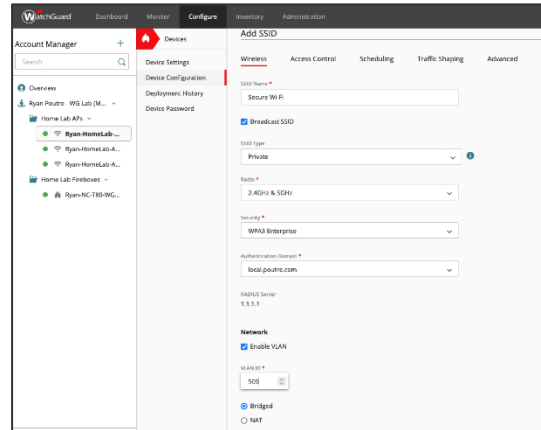 WatchGuard
Dashboard
Monitor
Configure
Inventory
Administration
Account Manager
+
Search
Overview
Ryan Poutre - WG Lab (M...
Home Lab APs
Ryan-HomeLab-...
Ryan-HomeLab-A...
Ryan-HomeLab-A...
Home Lab Fireboxes
Ryan-NC-T80-WG...
Devices
Device Settings
Device Configuration
Deployment History
Device Password
Add SSID
Wireless
Access Control
Scheduling
Traffic Shaping
Advanced
SSID Name *
Secure Wi Fi
Broadcast SSID
SSID Type
Private
Radio *
2.4GHz & 5GHz
Security *
WPA3 Enterprise
Authentication Domain *
local.poutre.com
RADIUS Server
1.1.1.1
Network
Enable VLAN
VLAN ID *
500
Bridged
NAT